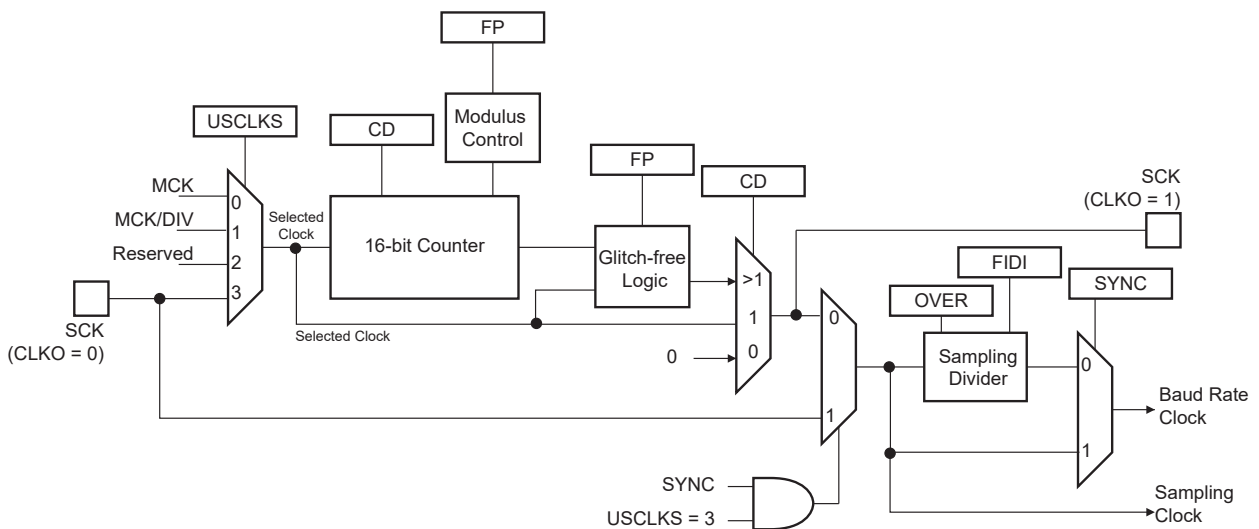 FP
USCLKS
CD
Modulus
Control
FP
CD
SCK
(CLKO = 1)
MCK
0
MCK/DIV
1
Reserved
2
3
Selected
Clock
16-bit Counter
Glitch-free
Logic
>1
1
0
0
Selected Clock
SCK
(CLKO = 0)
FIDI
OVER
SYNC
0
1
Sampling
Divider
0
1
Baud Rate
Clock
SYNC
USCLKS = 3
Sampling
Clock